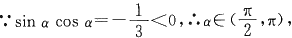 ∵sin α cos α=-1/3<0,∴α∈(π/2,π),